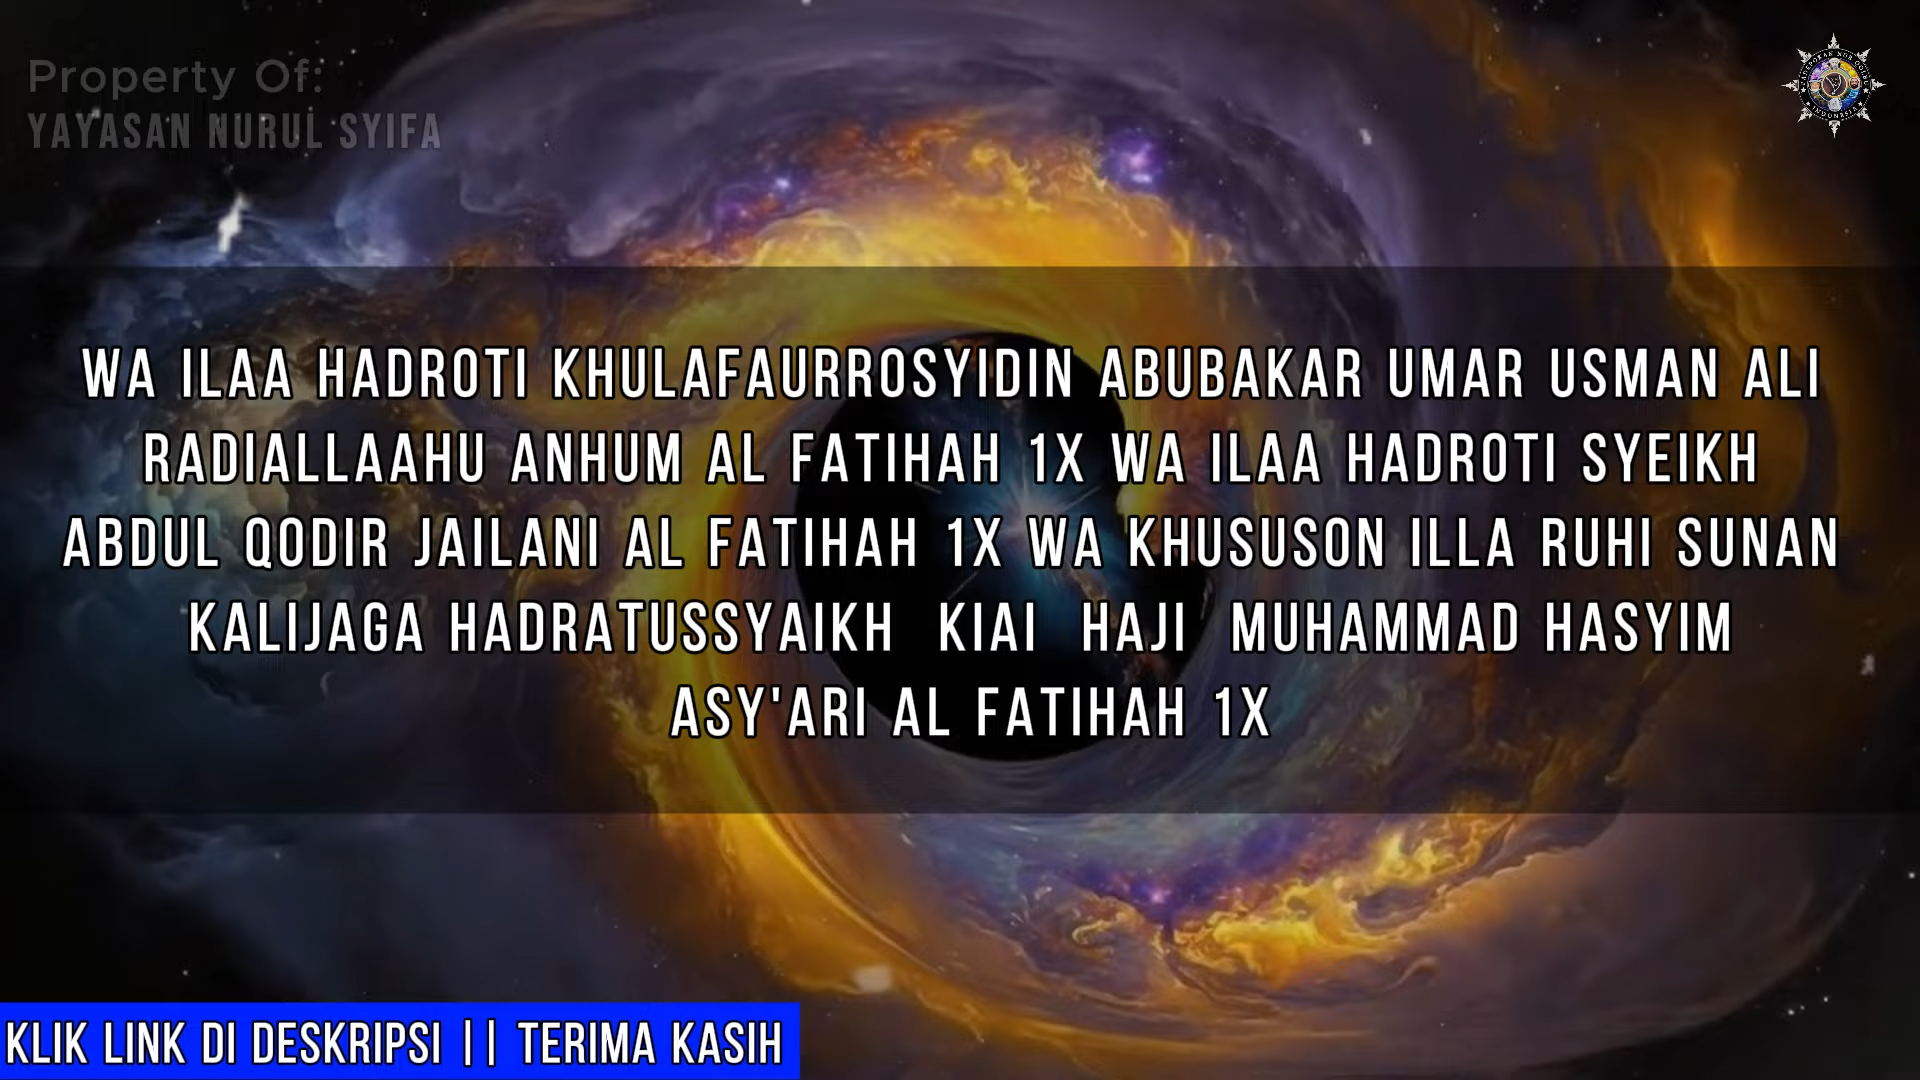 Property Of:
YAYASAN NURUL SYIFA
WA ILAA HADROTI KHULAFAURROSYIDIN ABUBAKAR UMAR USMAN ALI
RADIALLAAHU ANHUM AL FATIHAH 1X WA ILAA HADROTI SYEIKH
ABDUL QODIR JAILANI AL FATIHAH 1X WA KHUSUSON ILLA RUHI SUNAN
KALIJAGA HADRATUSSYAIKH KIAI HAJI MUHAMMAD HASYIM
ASY'ARI AL FATIHAH 1X
KLIK LINK DI DESKRIPSI || TERIMA KASIH